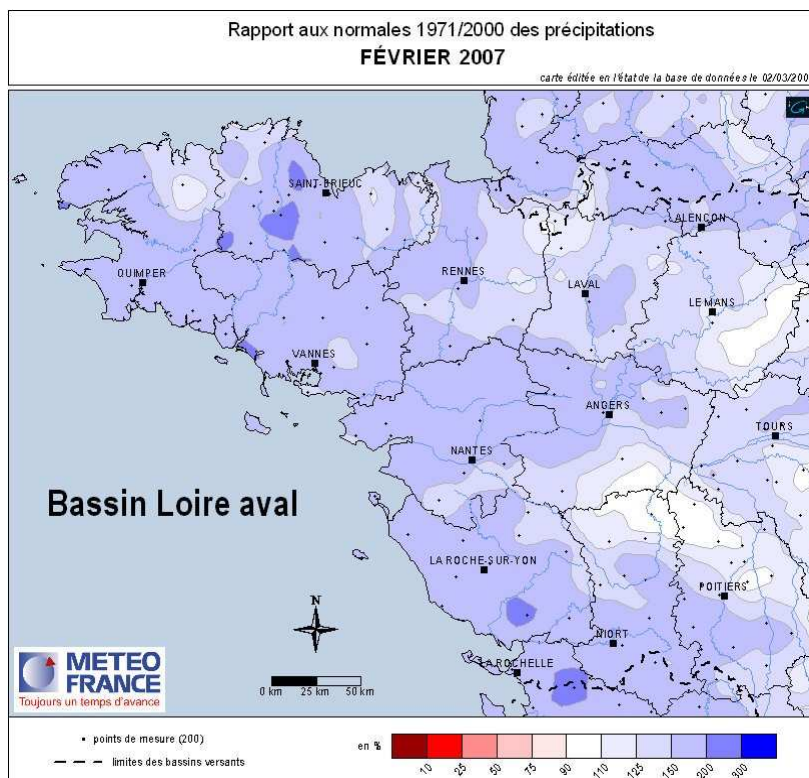 Rapport aux normales 1971/2000 des précipitations
FÉVRIER 2007
carte éditée en l'état de la base de données le 02/03/200
SAINT-BRIEUC
ALENÇON
QUIMPER
RENNES
LAVAL
LE MANS
VANNES
ANGERS
TOURS
NANTES
Bassin Loire aval
LA ROCHE-SUR-YON
POITIERS
N
NIORT
LA ROCHELLE
METEO
FRANCE
Toujours un temps d'avance
0 km 25 km 50 km
points de mesure (200)
limites des bassins versants
en %
10 25 50 75 90 110 125 150 200 300